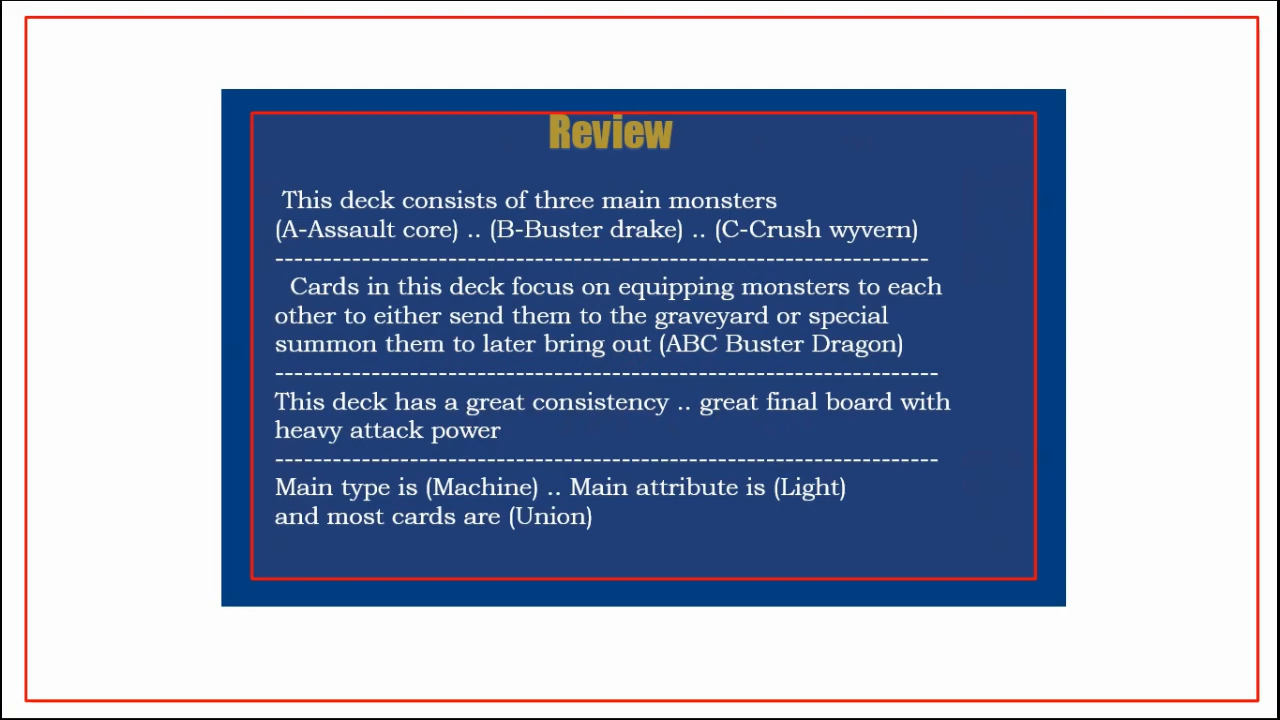 Review
This deck consists of three main monsters
(A-Assault core) .. (B-Buster drake) .. (C-Crush wyvern)
--------------------------------------------------------------------
Cards in this deck focus on equipping monsters to each
other to either send them to the graveyard or special
summon them to later bring out (ABC Buster Dragon)
---------------------------------------------------------------------
This deck has a great consistency .. great final board with
heavy attack power
---------------------------------------------------------------------
Main type is (Machine) .. Main attribute is (Light)
and most cards are (Union)